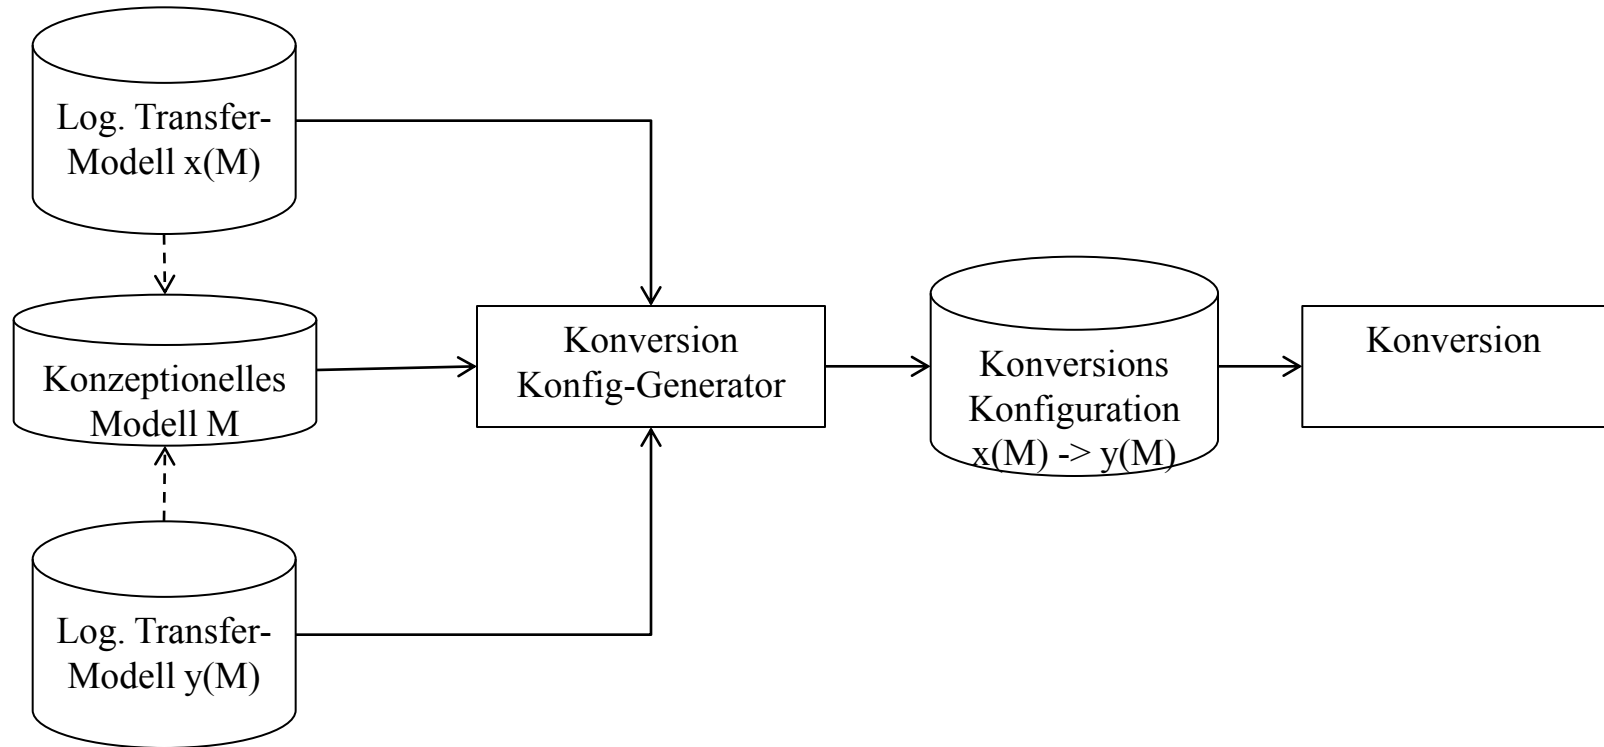 Log. Transfer-
Modell x(M)
Konzeptionelles
Modell M
Log. Transfer-
Modell y(M)
Konversion
Konfig-Generator
Konversions
Konfiguration
x(M) -> y(M)
Konversion